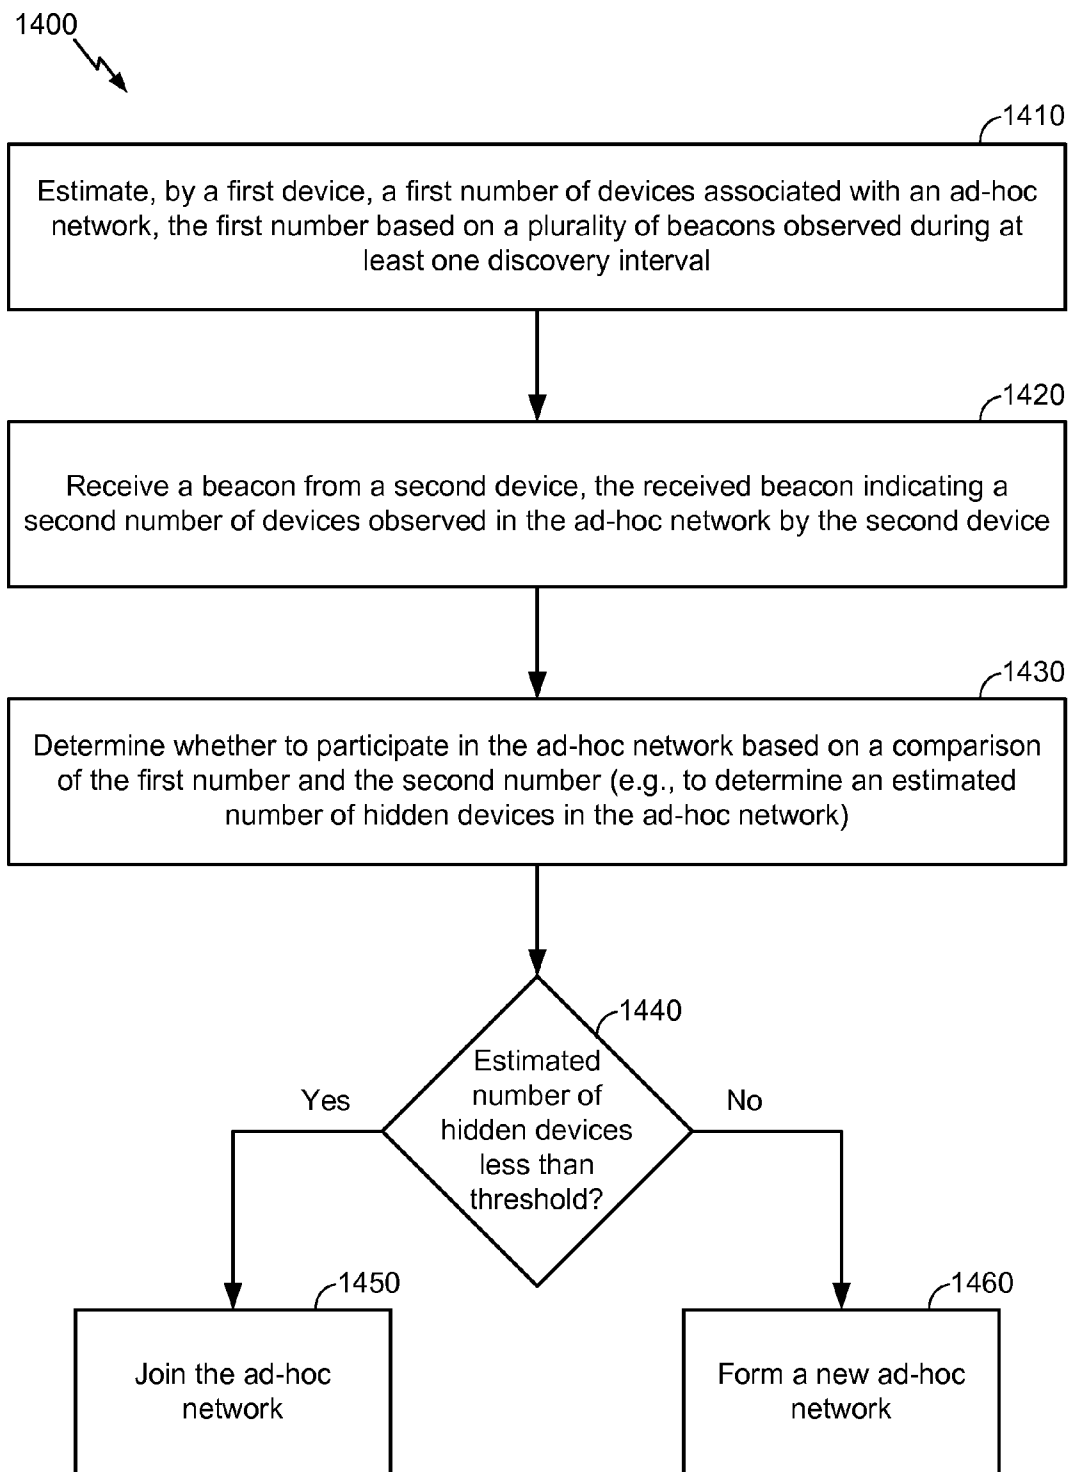 1400
1410
Estimate, by a first device, a first number of devices associated with an ad-hoc
network, the first number based on a plurality of beacons observed during at
least one discovery interval
1420
Receive a beacon from a second device, the received beacon indicating a
second number of devices observed in the ad-hoc network by the second device
1430
Determine whether to participate in the ad-hoc network based on a comparison
of the first number and the second number (e.g., to determine an estimated
number of hidden devices in the ad-hoc network)
1440
Estimated
number of
hidden devices
less than
threshold?
Yes
No
1450
Join the ad-hoc
network
1460
Form a new ad-hoc
network